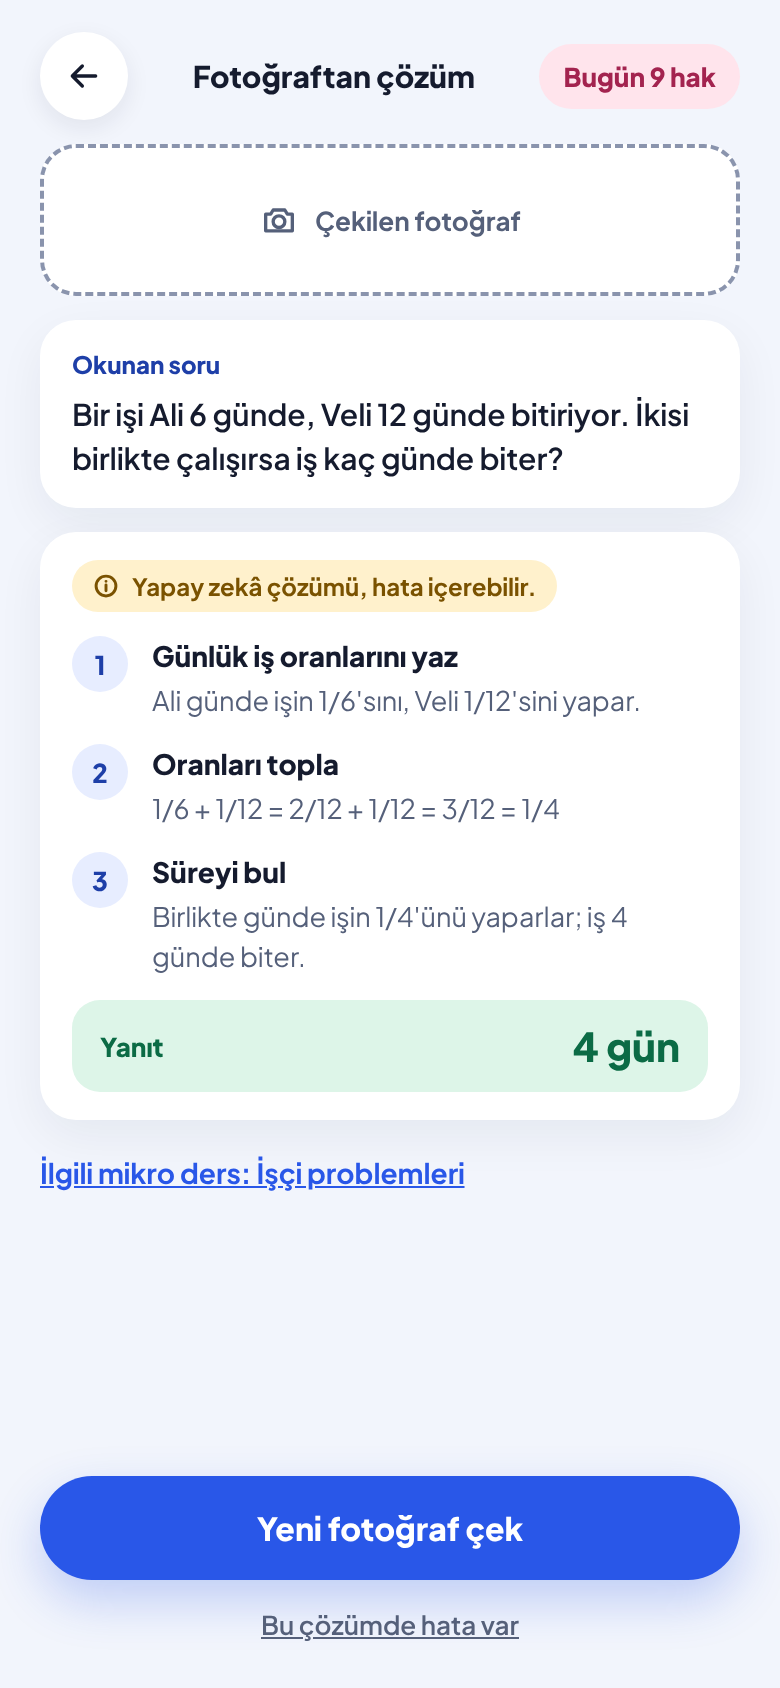 Fotoğraftan çözüm
Bugün 9 hak
Çekilen fotoğraf
Okunan soru
Bir işi Ali 6 günde, Veli 12 günde bitiriyor. İkisi
birlikte çalışırsa iş kaç günde biter?
Yapay zekâ çözümü, hata içerebilir.
1
Günlük iş oranlarını yaz
Ali günde işin 1/6'sını, Veli 1/12'sini yapar.
2
Oranları topla
1/6 + 1/12 = 2/12 + 1/12 = 3/12 = 1/4
3
Süreyi bul
Birlikte günde işin 1/4'ünü yaparlar; iş 4
günde biter.
Yanıt
4 gün
İlgili mikro ders: İşçi problemleri
Yeni fotoğraf çek
Bu çözümde hata var